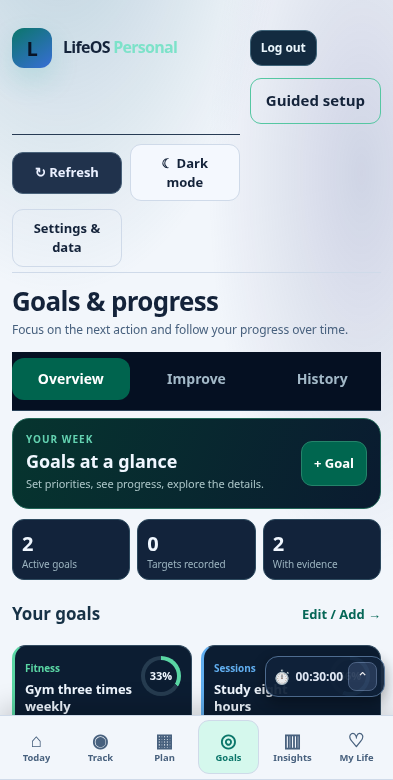 L LifeOS Personal
Log out
Guided setup
↻ Refresh
☾ Dark
mode
Settings &
data
Goals & progress
Focus on the next action and follow your progress over time.
Overview Improve History
YOUR WEEK
Goals at a glance
Set priorities, see progress, explore the details.
+ Goal
2
Active goals
0
Targets recorded
2
With evidence
Your goals
Edit / Add →
Fitness
33%
Gym three times
weekly
Sessions
Study eight
hours
00:30:00
Today Track Plan Goals Insights My Life